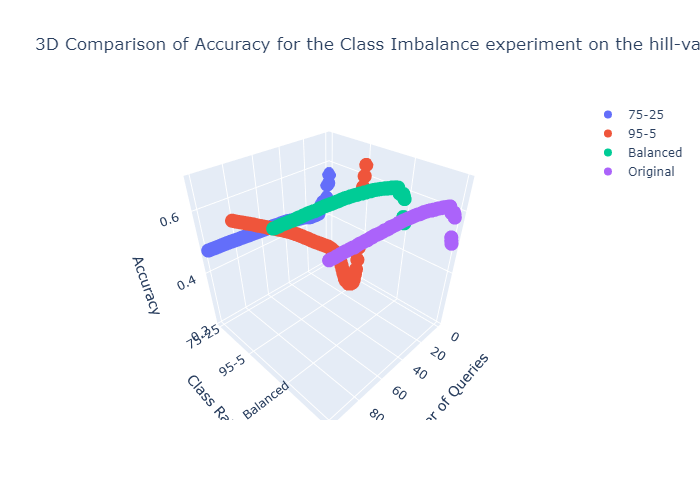 3D Comparison of Accuracy for the Class Imbalance experiment on the hill-va
75-25
95-5
Balanced
Original
0.6
0.4
Accuracy
75-25
95-5
Balanced
Class Ra
0
20
40
60
80
er of Queries